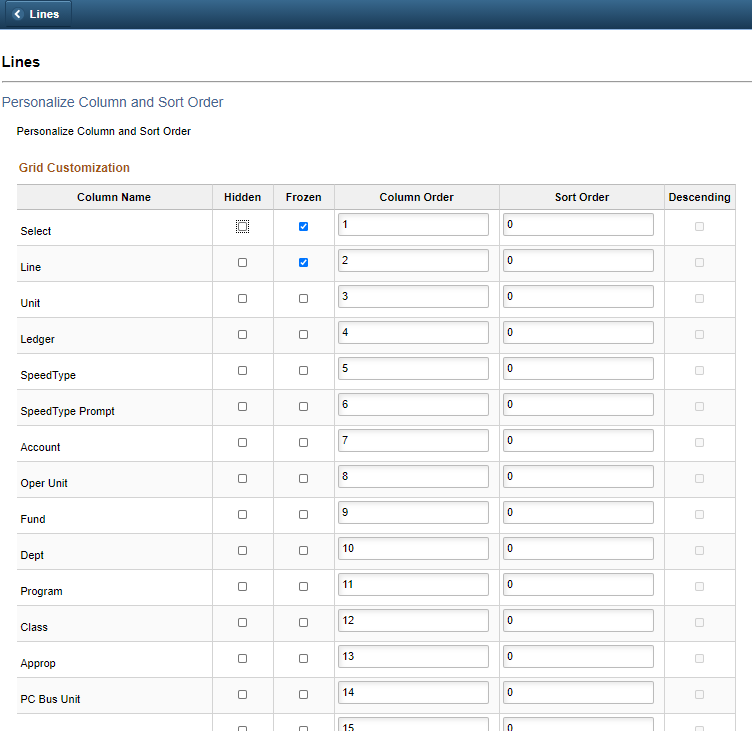 Lines
Lines
Personalize Column and Sort Order
Personalize Column and Sort Order
Grid Customization
Column Name Hidden Frozen Column Order Sort Order Descending
Select 1 0
Line 2 0
Unit 3 0
Ledger 4 0
SpeedType 5 0
SpeedType Prompt 6 0
Account 7 0
Oper Unit 8 0
Fund 9 0
Dept 10 0
Program 11 0
Class 12 0
Approp 13 0
PC Bus Unit 14 0
15 0